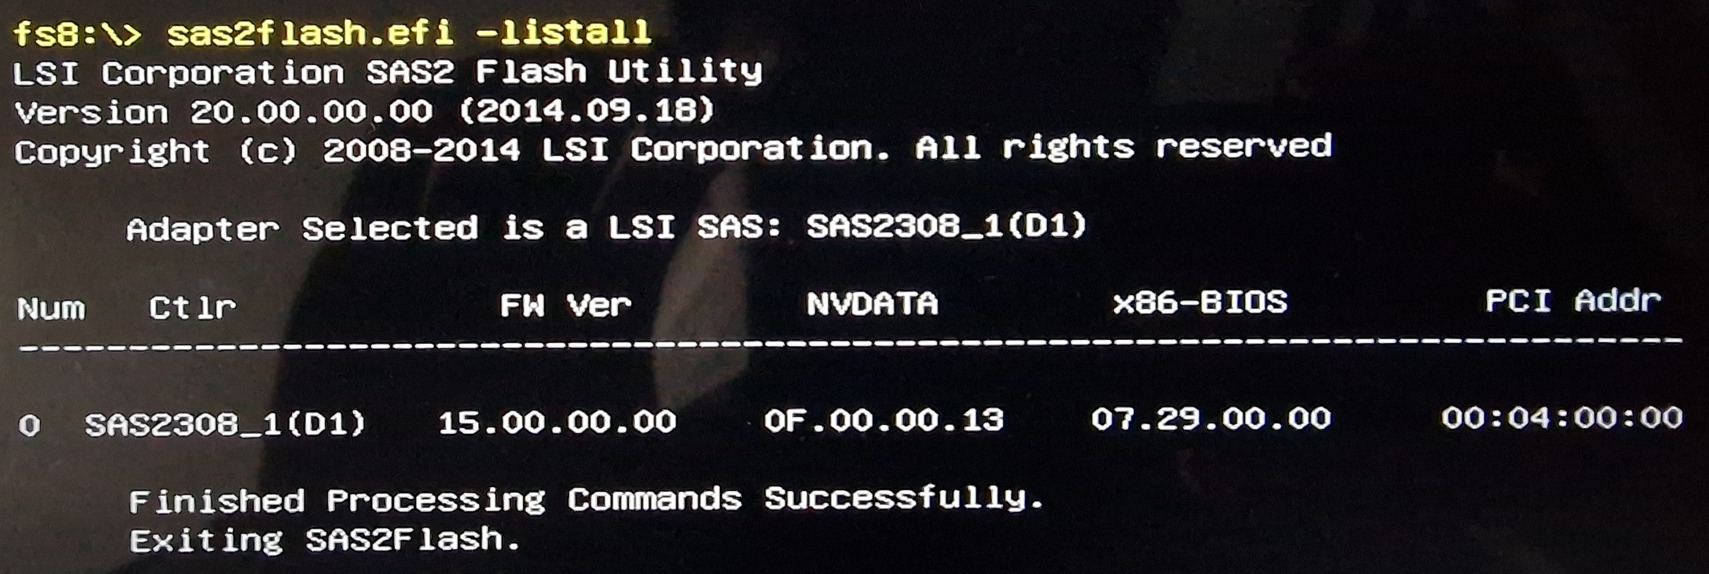 fs8:\> sas2flash.efi -listall
LSI Corporation SAS2 Flash Utility
Version 20.00.00.00 (2014.09.18)
Copyright (c) 2008-2014 LSI Corporation. All rights reserved
Adapter Selected is a LSI SAS: SAS2308_1(D1)
Num Ctlr FW Ver NVDATA x86-BIOS PCI Addr
----------------------------------------------------------------------------
0 SAS2308_1(D1) 15.00.00.00 0F.00.00.13 07.29.00.00 00:04:00:00
Finished Processing Commands Successfully.
Exiting SAS2Flash.